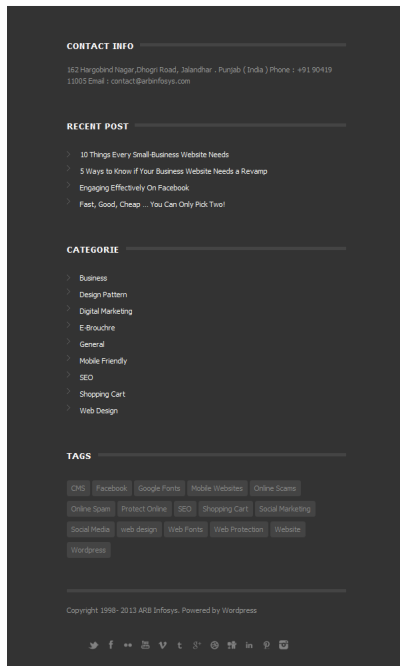 CONTACT INFO
162 Hargobind Nagar,Dhogri Road, Jalandhar . Punjab ( India ) Phone : +91 90419
11005 Email : contact@arbinfosys.com
RECENT POST
10 Things Every Small-Business Website Needs
5 Ways to Know if Your Business Website Needs a Revamp
Engaging Effectively On Facebook
Fast, Good, Cheap ... You Can Only Pick Two!
CATEGORIE
Business
Design Pattern
Digital Marketing
E-Brouchre
General
Mobile Friendly
SEO
Shopping Cart
Web Design
TAGS
CMS Facebook Google Fonts Mobile Websites Online Scams
Online Spam Protect Online SEO Shopping Cart Social Marketing
Social Media web design Web Fonts Web Protection Website
Wordpress
Copyright 1998- 2013 ARB Infosys. Powered by Wordpress